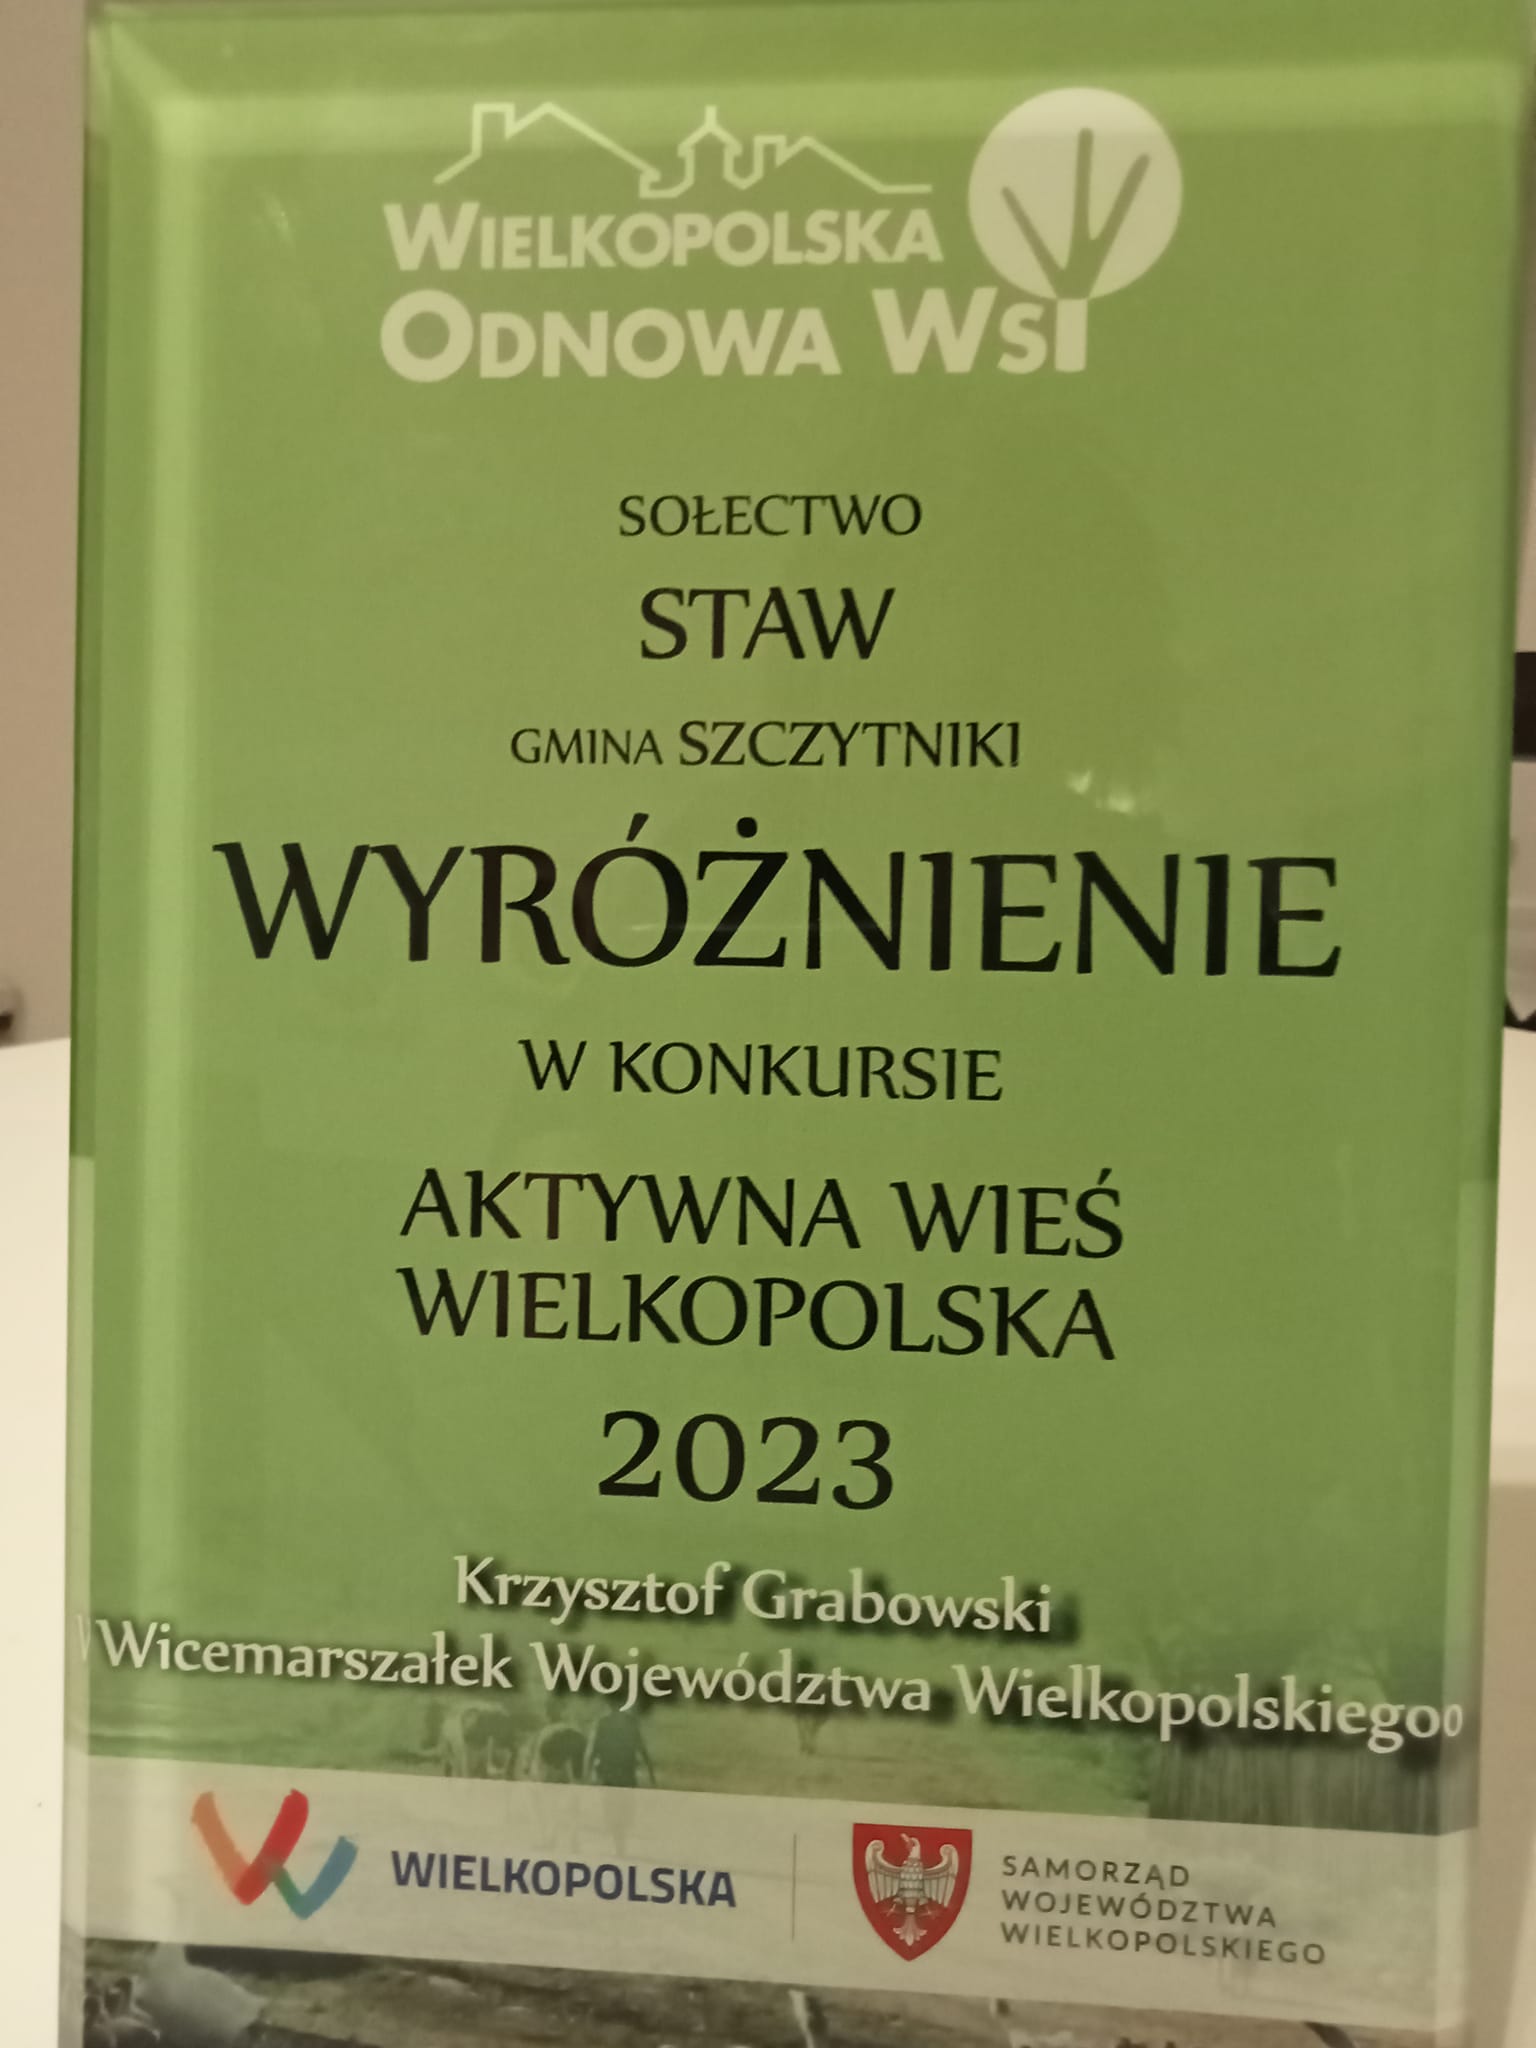 WIELKOPOLSKA
ODNOWA WSI
SOŁECTWO
STAW
GMINA SZCZYTNIKI
WYRÓŻNIENIE
W KONKURSIE
AKTYWNA WIEŚ
WIELKOPOLSKA
2023
Krzysztof Grabowski
Wicemarszałek Województwa Wielkopolskiego
WIELKOPOLSKA
SAMORZĄD
WOJEWÓDZTWA
WIELKOPOLSKIEGO